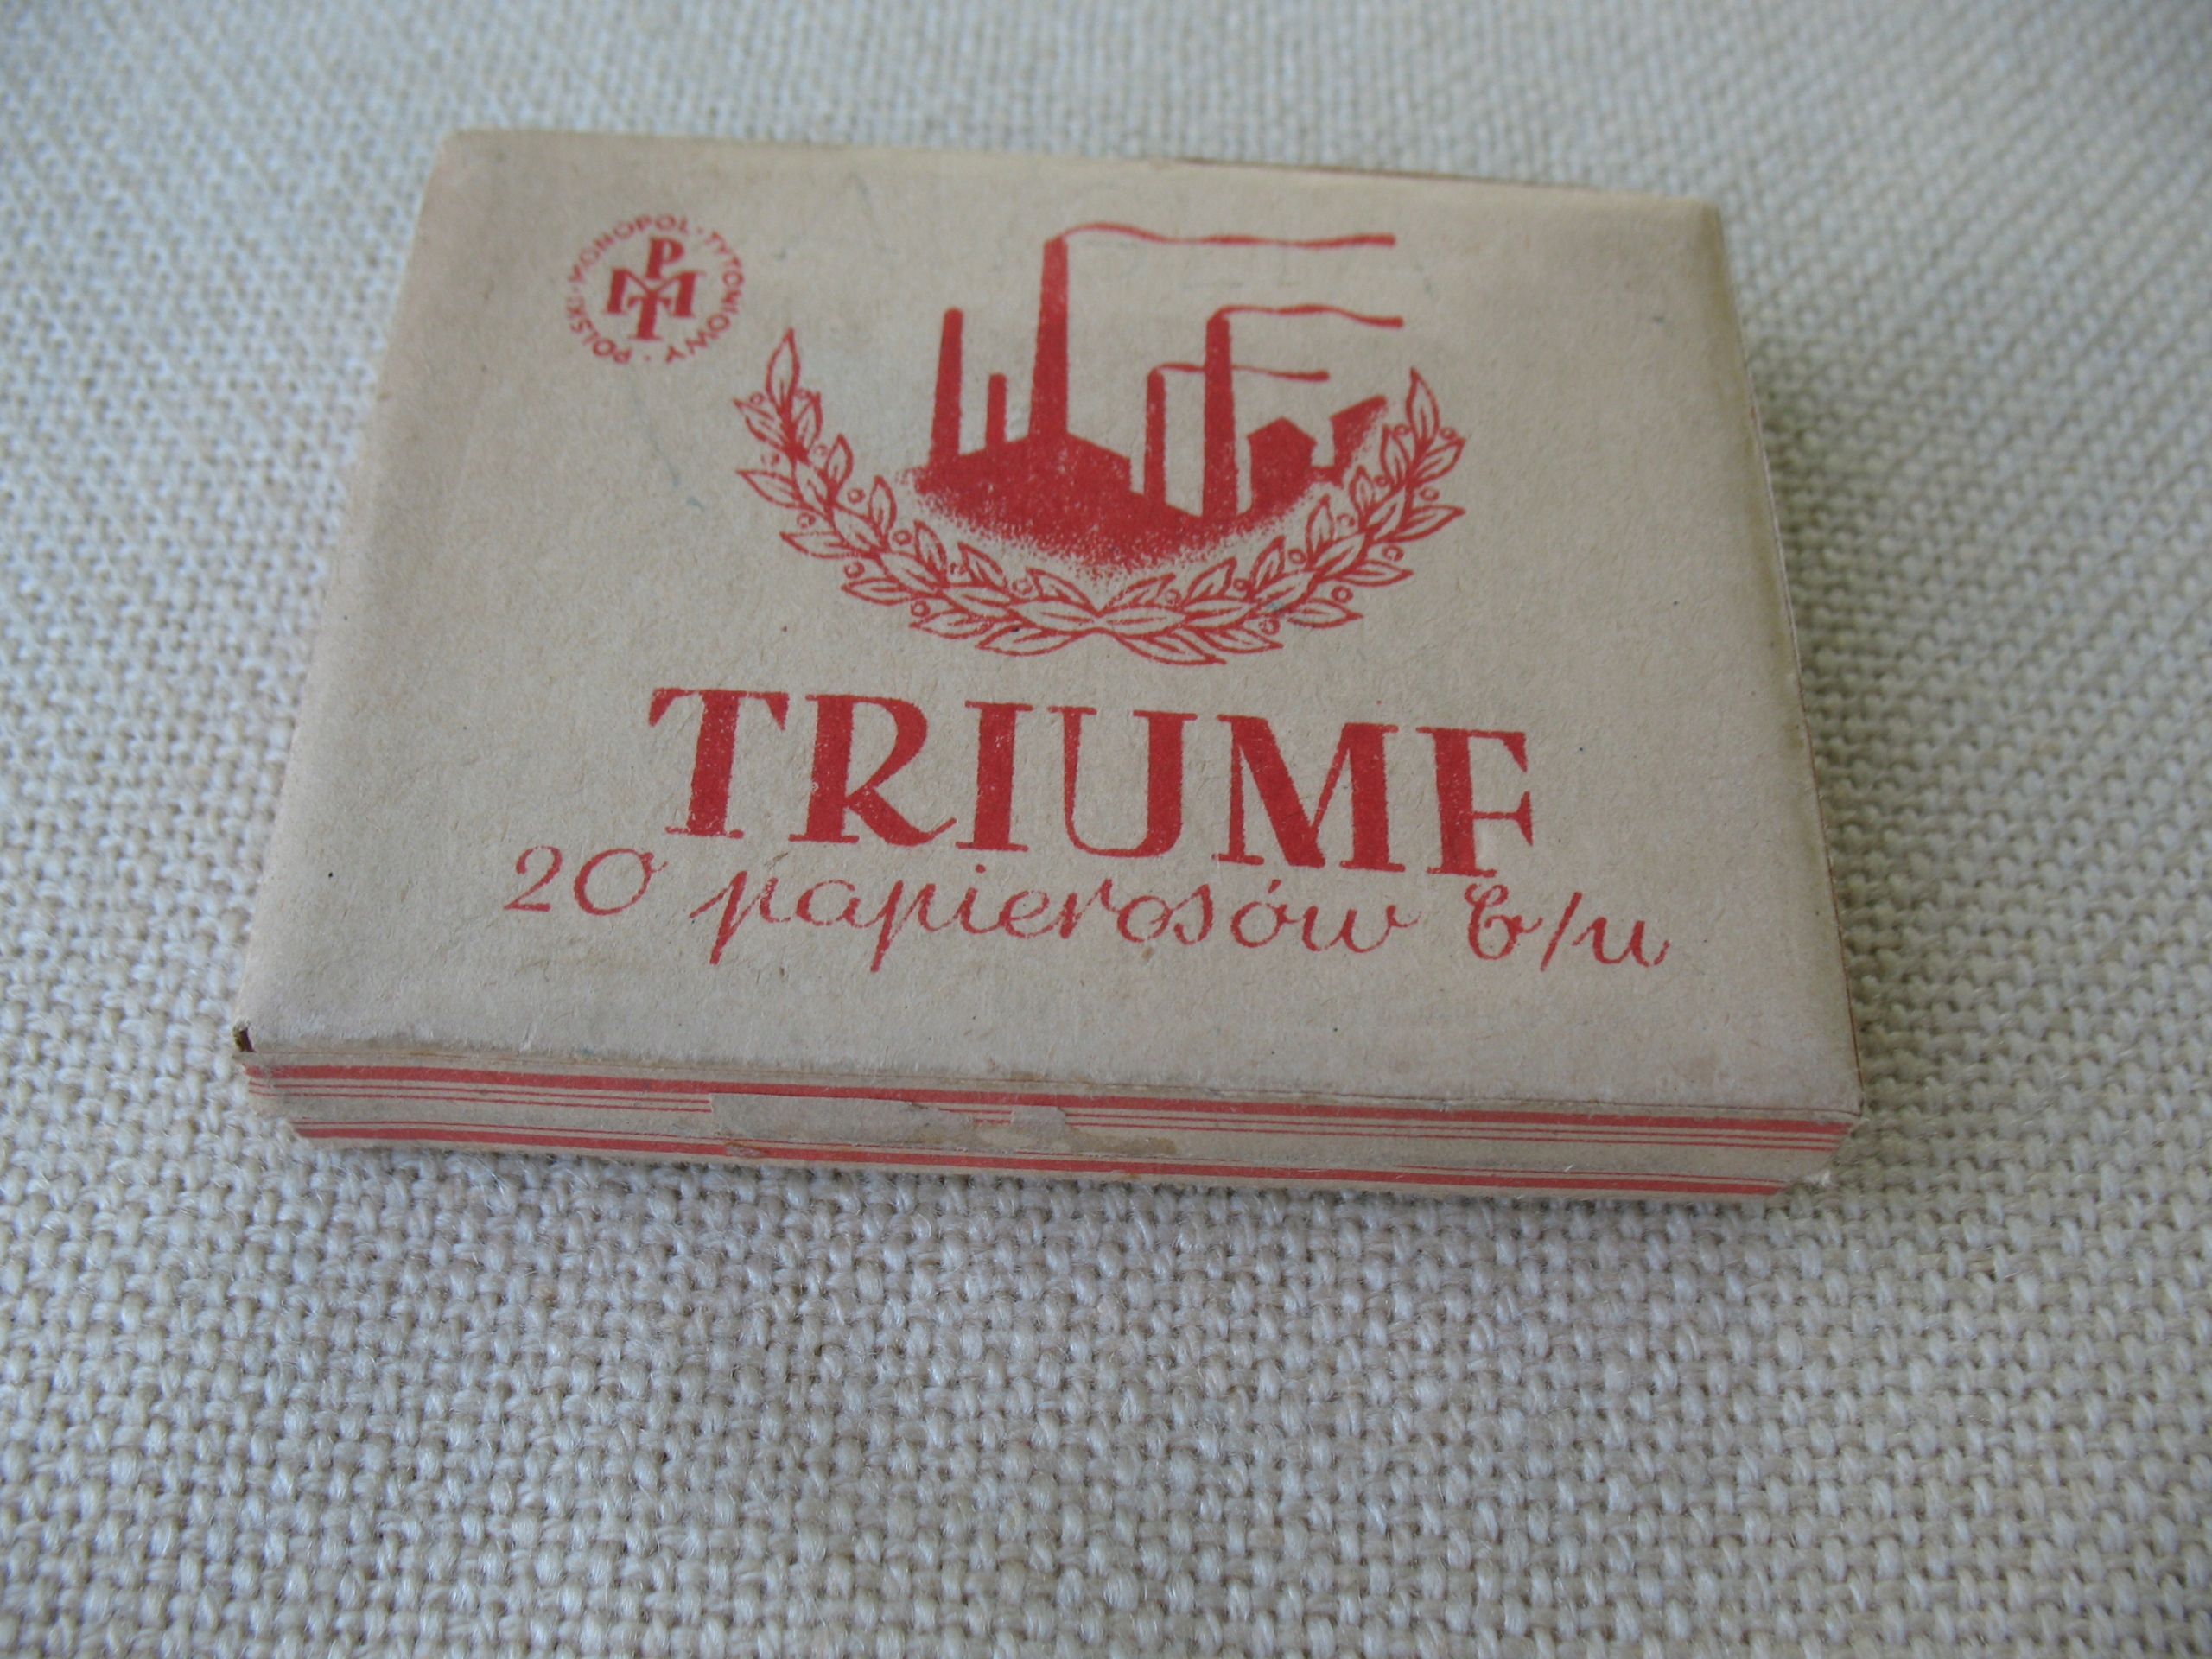 POLSKI · MONOPOL · TYTONIOWY ·
PMT
TRIUMF
20 papierosów b/u